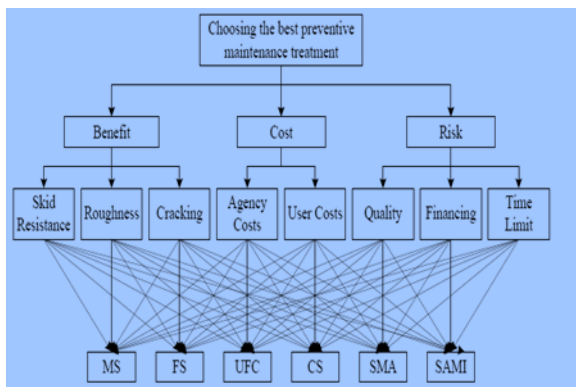 Choosing the best preventive
maintenance treatment
Benefit
Cost
Risk
Skid
Resistance
Roughness
Cracking
Agency
Costs
User Costs
Quality
Financing
Time
Limit
MS
FS
UFC
CS
SMA
SAMI